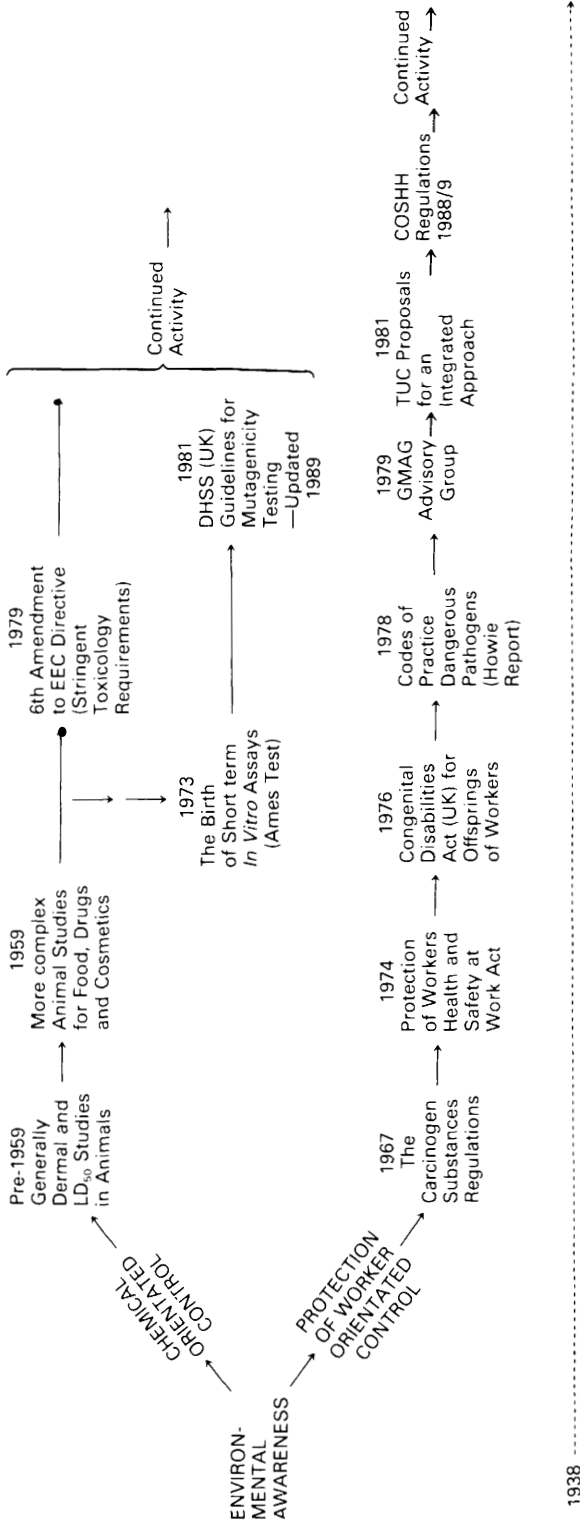 ENVIRON-
MENTAL
AWARENESS
CHEMICAL
ORIENTATED
CONTROL
Pre-1959
Generally
Dermal and
LD₅₀ Studies
in Animals
1959
More complex
Animal Studies
for Food, Drugs
and Cosmetics
1979
6th Amendment
to EEC Directive
(Stringent
Toxicology
Requirements)
1973
The Birth
of Short term
In Vitro Assays
(Ames Test)
1981
DHSS (UK)
Guidelines for
Mutagenicity
Testing
—Updated
1989
Continued
Activity
PROTECTION
OF WORKER
ORIENTATED
CONTROL
1967
The
Carcinogen
Substances
Regulations
1974
Protection
of Workers
Health and
Safety at
Work Act
1976
Congenital
Disabilities
Act (UK) for
Offsprings
of Workers
1978
Codes of
Practice
Dangerous
Pathogens
(Howie
Report)
1979
GMAG
Advisory
Group
1981
TUC Proposals
for an
Integrated
Approach
COSHH
Regulations
1988/9
Continued
Activity
1938